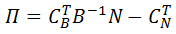 Π = C_B^T B^{-1} N − C_N^T